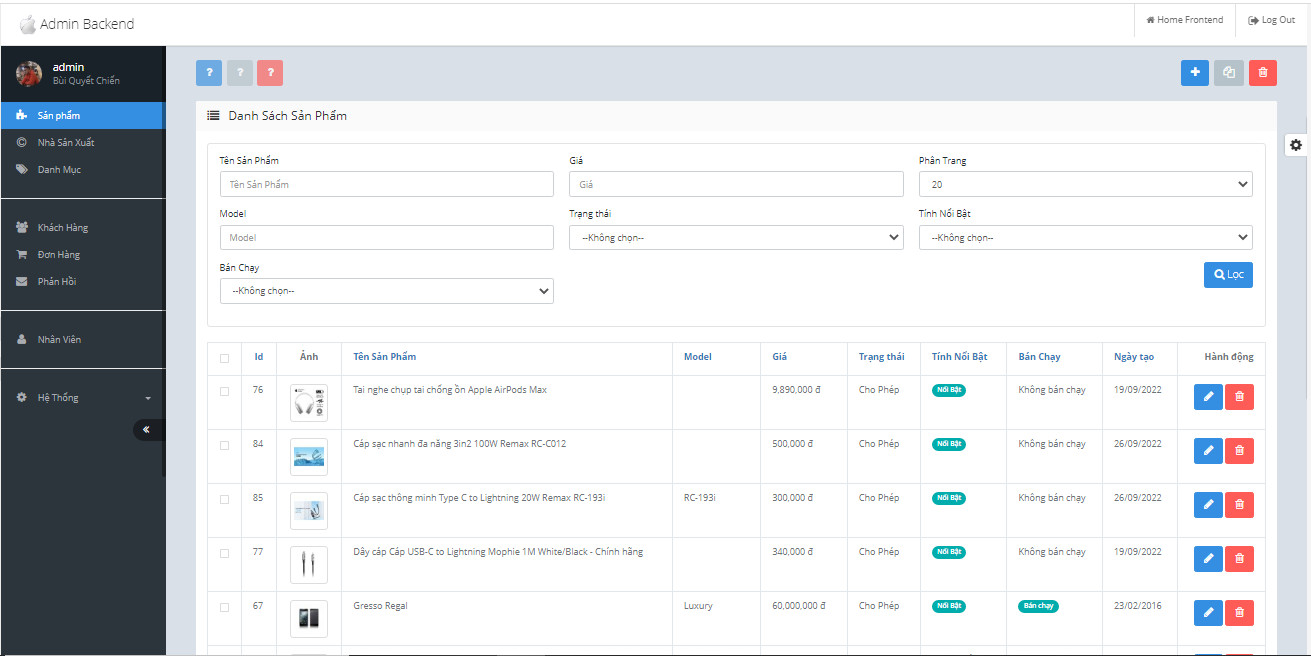 Admin Backend
Home Frontend
Log Out
admin
Bùi Quyết Chiến
Sản phẩm
Nhà Sản Xuất
Danh Mục
Khách Hàng
Đơn Hàng
Phản Hồi
Nhân Viên
Hệ Thống
«
? ? ?
Danh Sách Sản Phẩm
Tên Sản Phẩm Giá Phân Trang
Tên Sản Phẩm Giá 20
Model Trạng thái Tính Nổi Bật
Model --Không chọn-- --Không chọn--
Bán Chạy
--Không chọn-- Lọc
Id Ảnh Tên Sản Phẩm Model Giá Trạng thái Tính Nổi Bật Bán Chạy Ngày tạo Hành động
76 Tai nghe chụp tai chống ồn Apple AirPods Max 9,890,000 đ Cho Phép Nổi Bật Không bán chạy 19/09/2022
84 Cáp sạc nhanh đa năng 3in2 100W Remax RC-C012 500,000 đ Cho Phép Nổi Bật Không bán chạy 26/09/2022
85 Cáp sạc thông minh Type C to Lightning 20W Remax RC-193i RC-193i 300,000 đ Cho Phép Nổi Bật Không bán chạy 26/09/2022
77 Dây cáp Cáp USB-C to Lightning Mophie 1M White/Black - Chính hãng 340,000 đ Cho Phép Nổi Bật Không bán chạy 19/09/2022
67 Gresso Regal Luxury 60,000,000 đ Cho Phép Nổi Bật Bán chạy 23/02/2016